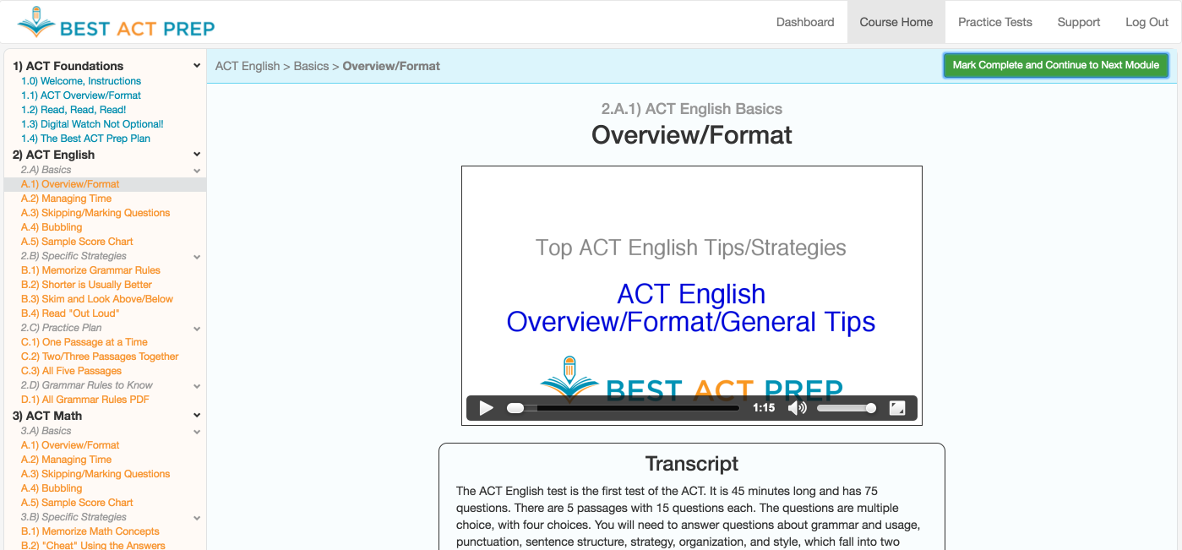 BEST ACT PREP
Dashboard
Course Home
Practice Tests
Support
Log Out
1) ACT Foundations
1.0) Welcome, Instructions
1.1) ACT Overview/Format
1.2) Read, Read, Read!
1.3) Digital Watch Not Optional!
1.4) The Best ACT Prep Plan
2) ACT English
2.A) Basics
A.1) Overview/Format
A.2) Managing Time
A.3) Skipping/Marking Questions
A.4) Bubbling
A.5) Sample Score Chart
2.B) Specific Strategies
B.1) Memorize Grammar Rules
B.2) Shorter is Usually Better
B.3) Skim and Look Above/Below
B.4) Read "Out Loud"
2.C) Practice Plan
C.1) One Passage at a Time
C.2) Two/Three Passages Together
C.3) All Five Passages
2.D) Grammar Rules to Know
D.1) All Grammar Rules PDF
3) ACT Math
3.A) Basics
A.1) Overview/Format
A.2) Managing Time
A.3) Skipping/Marking Questions
A.4) Bubbling
A.5) Sample Score Chart
3.B) Specific Strategies
B.1) Memorize Math Concepts
B.2) "Cheat" Using the Answers
ACT English > Basics > Overview/Format
Mark Complete and Continue to Next Module
2.A.1) ACT English Basics
Overview/Format
Top ACT English Tips/Strategies
ACT English
Overview/Format/General Tips
BEST ACT PREP
1:15
Transcript
The ACT English test is the first test of the ACT. It is 45 minutes long and has 75
questions. There are 5 passages with 15 questions each. The questions are multiple
choice, with four choices. You will need to answer questions about grammar and usage,
punctuation, sentence structure, strategy, organization, and style, which fall into two